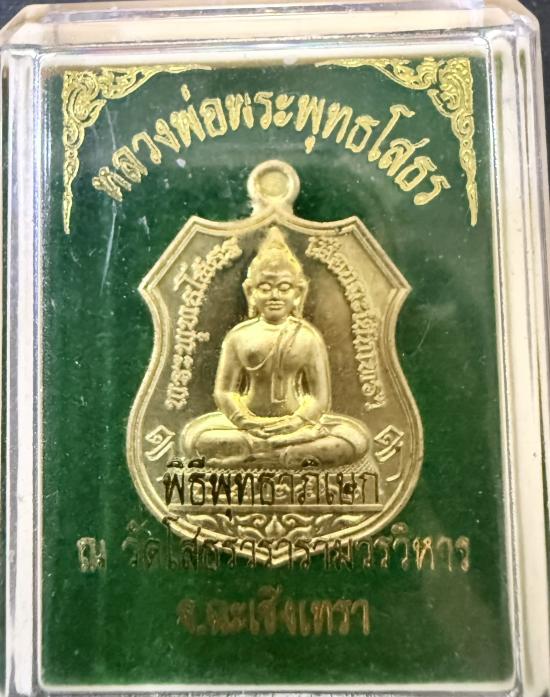 หลวงพ่อพระพุทธโสธร
พระพุทธโสธร
พิธีพุทธาภิเษก
ณ วัดโสธรวรารามวรวิหาร
จ.ฉะเชิงเทรา